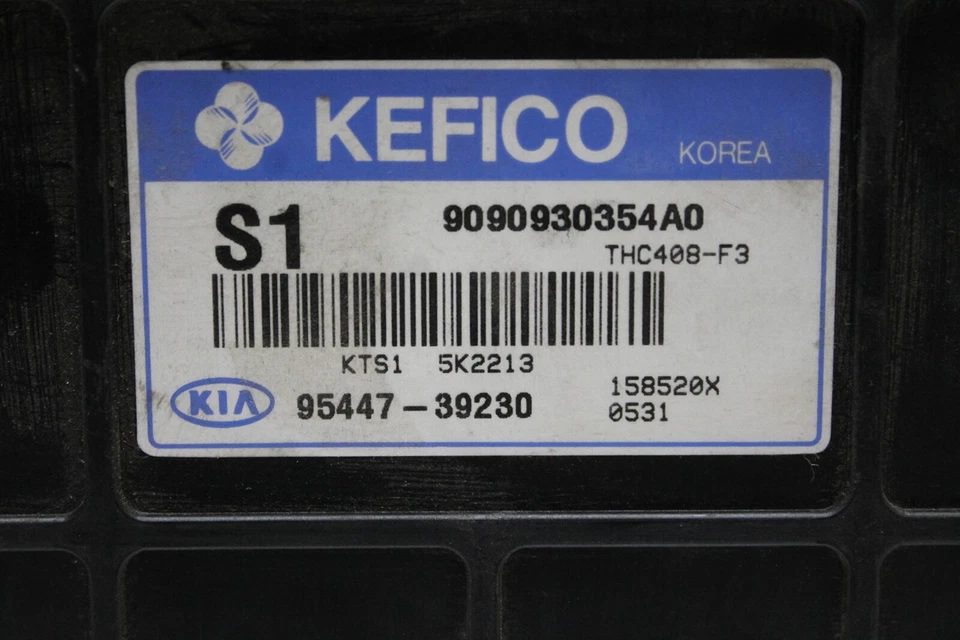 KEFICO KOREA
S1 9090930354A0
THC408-F3
KTS1 5K2213
KIA 95447-39230
158520X
0531